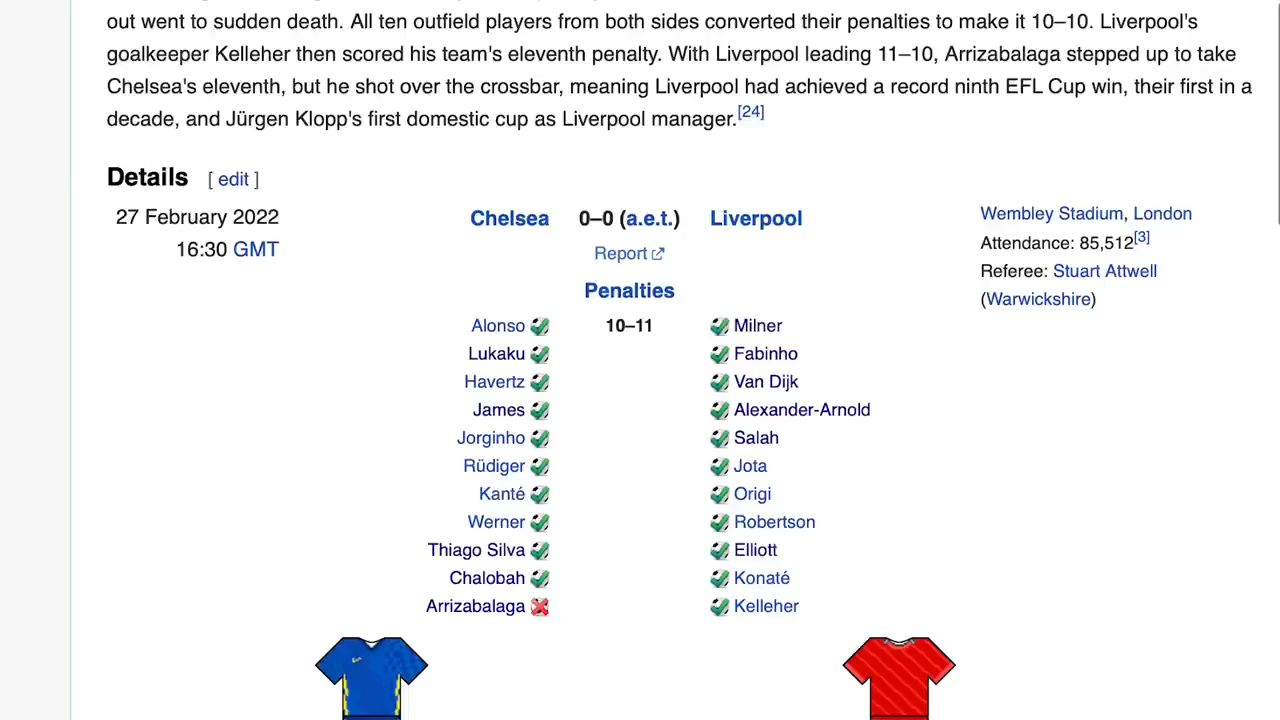 out went to sudden death. All ten outfield players from both sides converted their penalties to make it 10–10. Liverpool's
goalkeeper Kelleher then scored his team's eleventh penalty. With Liverpool leading 11–10, Arrizabalaga stepped up to take
Chelsea's eleventh, but he shot over the crossbar, meaning Liverpool had achieved a record ninth EFL Cup win, their first in a
decade, and Jürgen Klopp's first domestic cup as Liverpool manager.[24]
Details [ edit ]
27 February 2022
16:30 GMT
Chelsea 0–0 (a.e.t.) Liverpool
Report
Penalties
Alonso 10–11 Milner
Lukaku Fabinho
Havertz Van Dijk
James Alexander-Arnold
Jorginho Salah
Rüdiger Jota
Kanté Origi
Werner Robertson
Thiago Silva Elliott
Chalobah Konaté
Arrizabalaga Kelleher
Wembley Stadium, London
Attendance: 85,512[3]
Referee: Stuart Attwell
(Warwickshire)